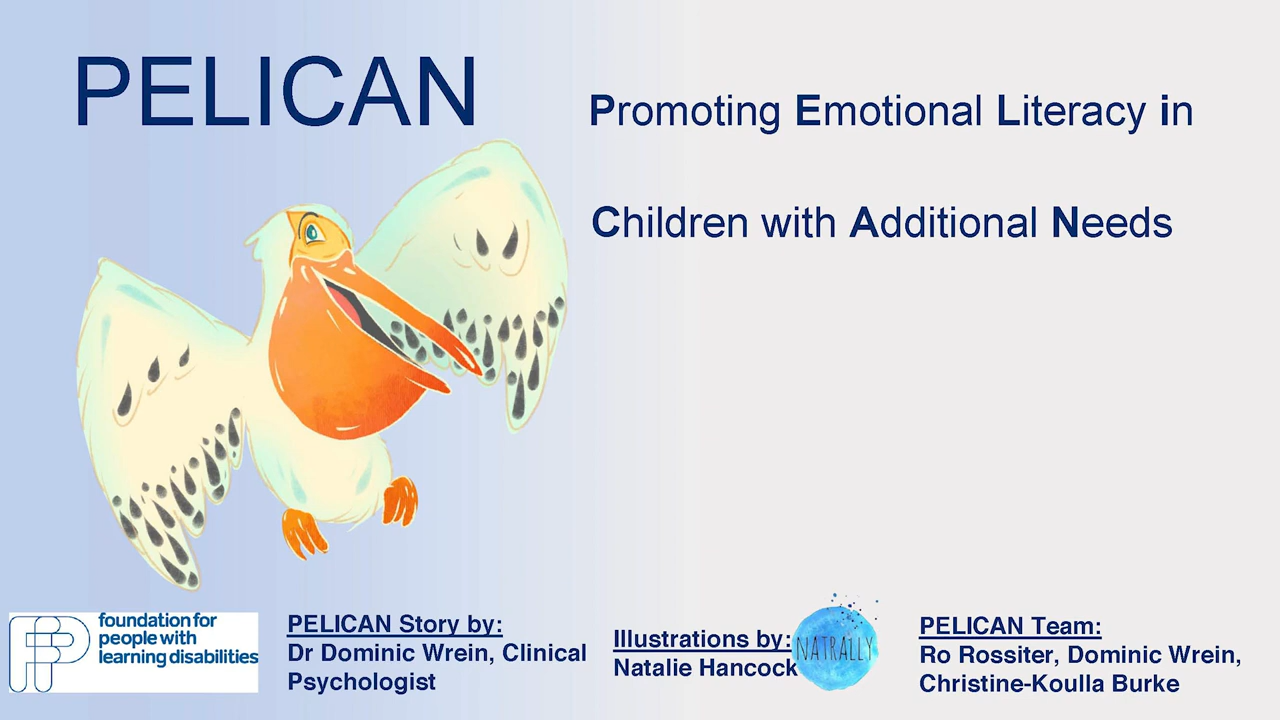 PELICAN
Promoting Emotional Literacy in
Children with Additional Needs
foundation for
people with
learning disabilities
PELICAN Story by:
Dr Dominic Wrein, Clinical
Psychologist
Illustrations by:
Natalie Hancock
NATRALLY
PELICAN Team:
Ro Rossiter, Dominic Wrein,
Christine-Koulla Burke